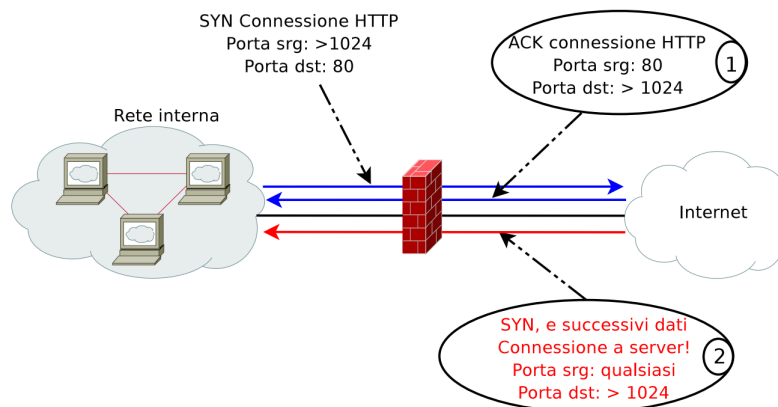 SYN Connessione HTTP
Porta srg: >1024
Porta dst: 80
ACK connessione HTTP
Porta srg: 80
Porta dst: > 1024
1
Rete interna
Internet
SYN, e successivi dati
Connessione a server!
Porta srg: qualsiasi
Porta dst: > 1024
2